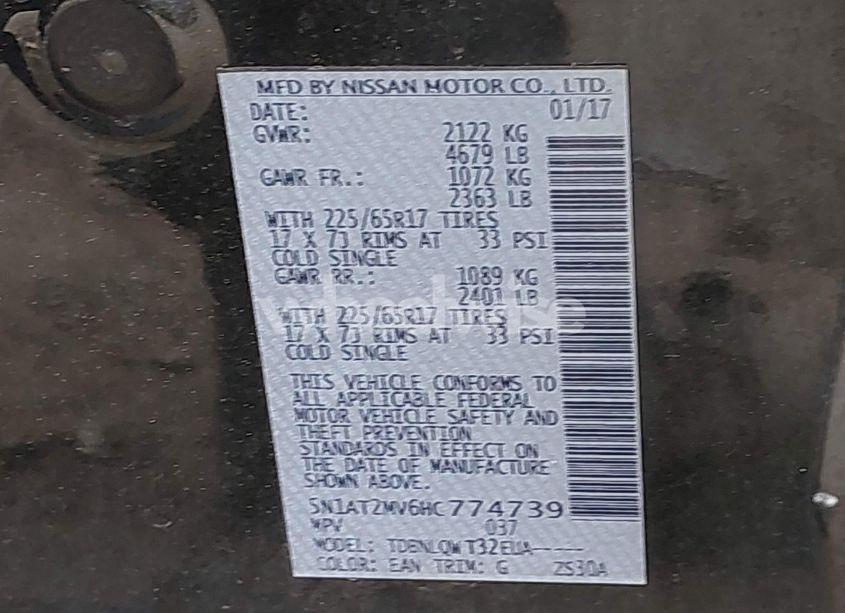 MFD BY NISSAN MOTOR CO., LTD.
DATE: 01/17
GVWR: 2122 KG
4679 LB
GAWR FR.: 1072 KG
2363 LB
WITH 225/65R17 TIRES
17 X 7J RIMS AT 33 PSI
COLD SINGLE
GAWR RR.: 1089 KG
2401 LB
WITH 225/65R17 TIRES
17 X 7J RIMS AT 33 PSI
COLD SINGLE
THIS VEHICLE CONFORMS TO
ALL APPLICABLE FEDERAL
MOTOR VEHICLE SAFETY AND
THEFT PREVENTION
STANDARDS IN EFFECT ON
THE DATE OF MANUFACTURE
SHOWN ABOVE.
5N1AT2MV6HC774739
MPV 037
MODEL: T32EUA-----
COLOR: EAN TRIM: G